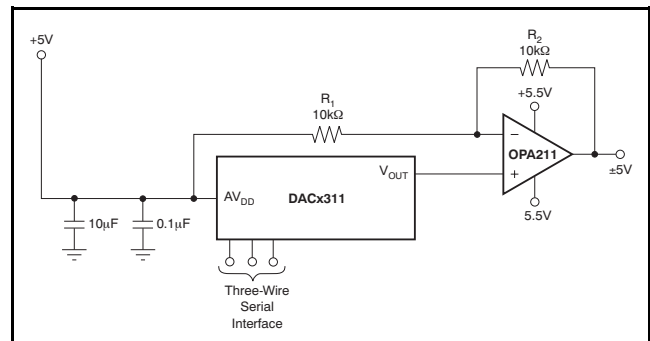 +5V
R2
10kΩ
R1
10kΩ
+5.5V
–
OPA211
+
±5V
5.5V
VOUT
AVDD
DACx311
10µF
0.1µF
Three-Wire
Serial
Interface